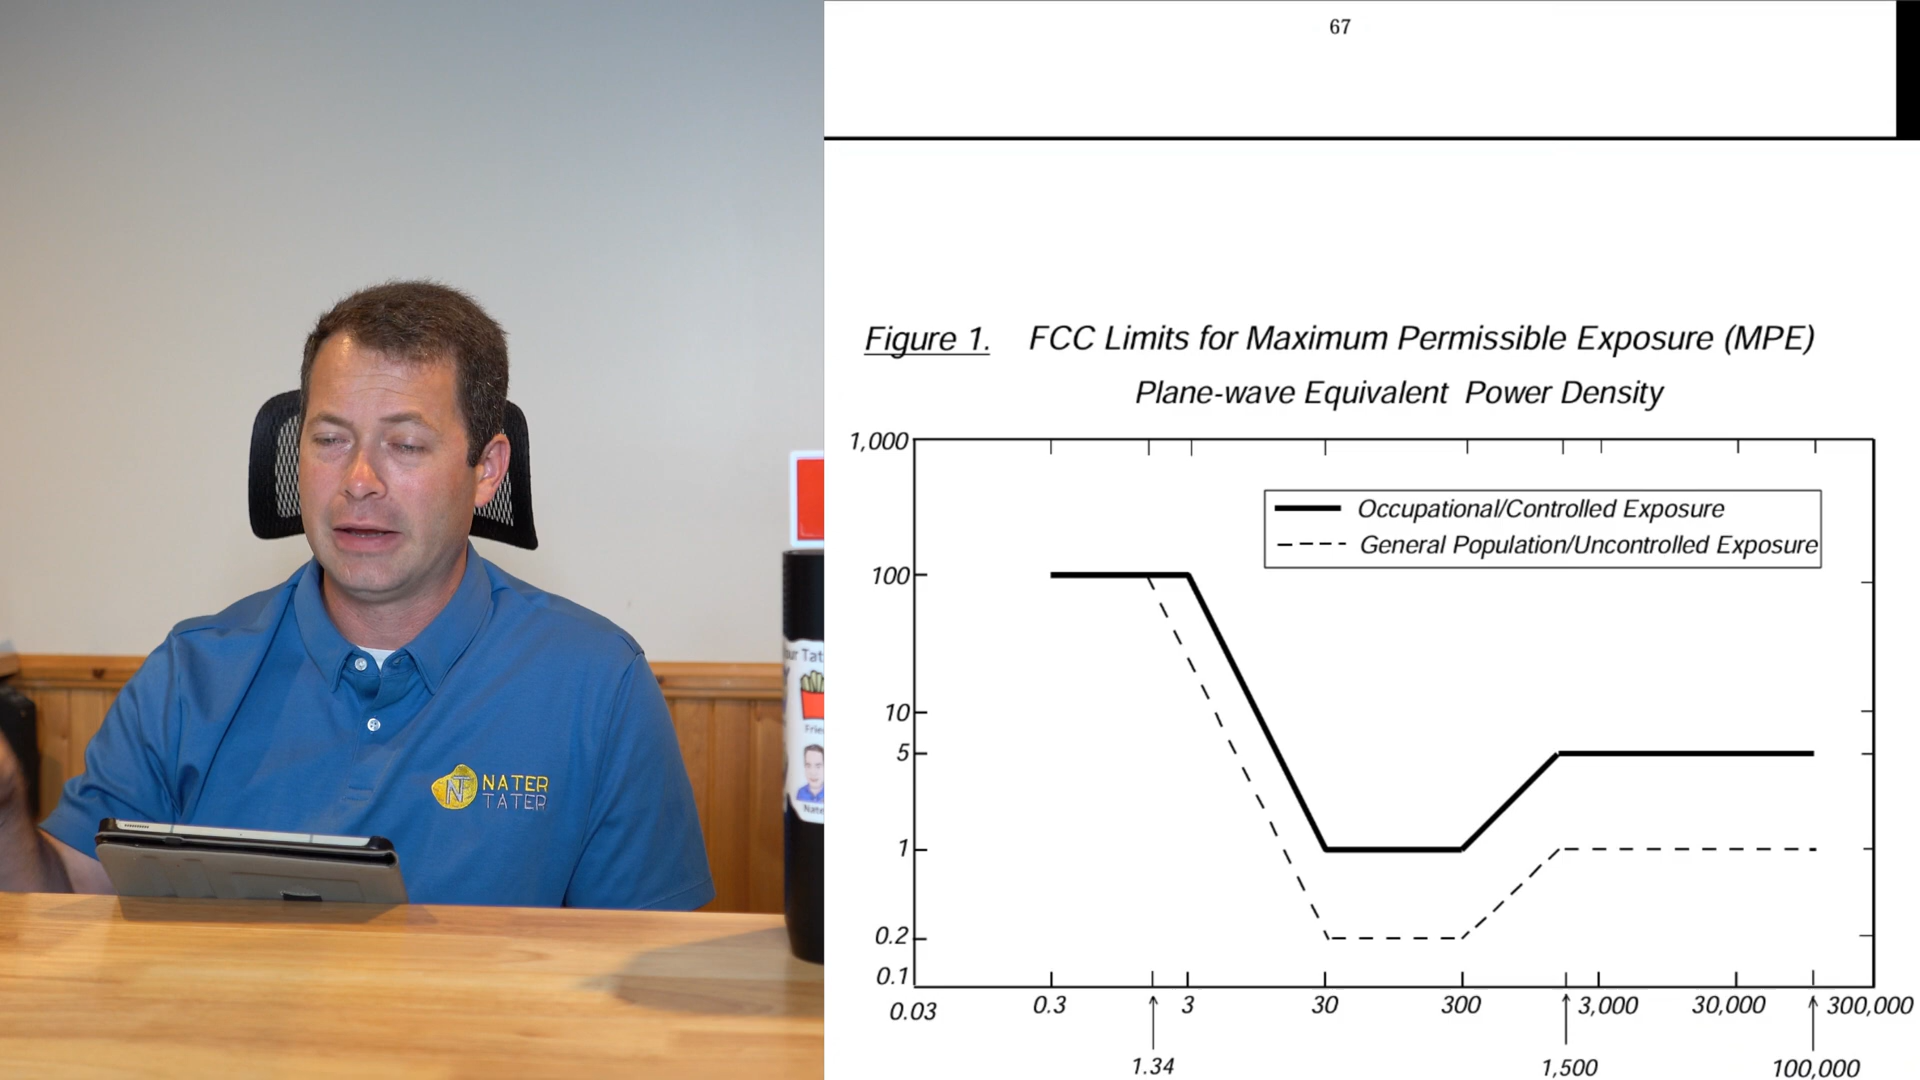 67
Figure 1. FCC Limits for Maximum Permissible Exposure (MPE)
Plane-wave Equivalent Power Density
1,000
100
10
5
1
0.2
0.1
Occupational/Controlled Exposure
General Population/Uncontrolled Exposure
0.03 0.3 3 30 300 3,000 30,000 300,000
1.34 1,500 100,000
NT NATER
TATER